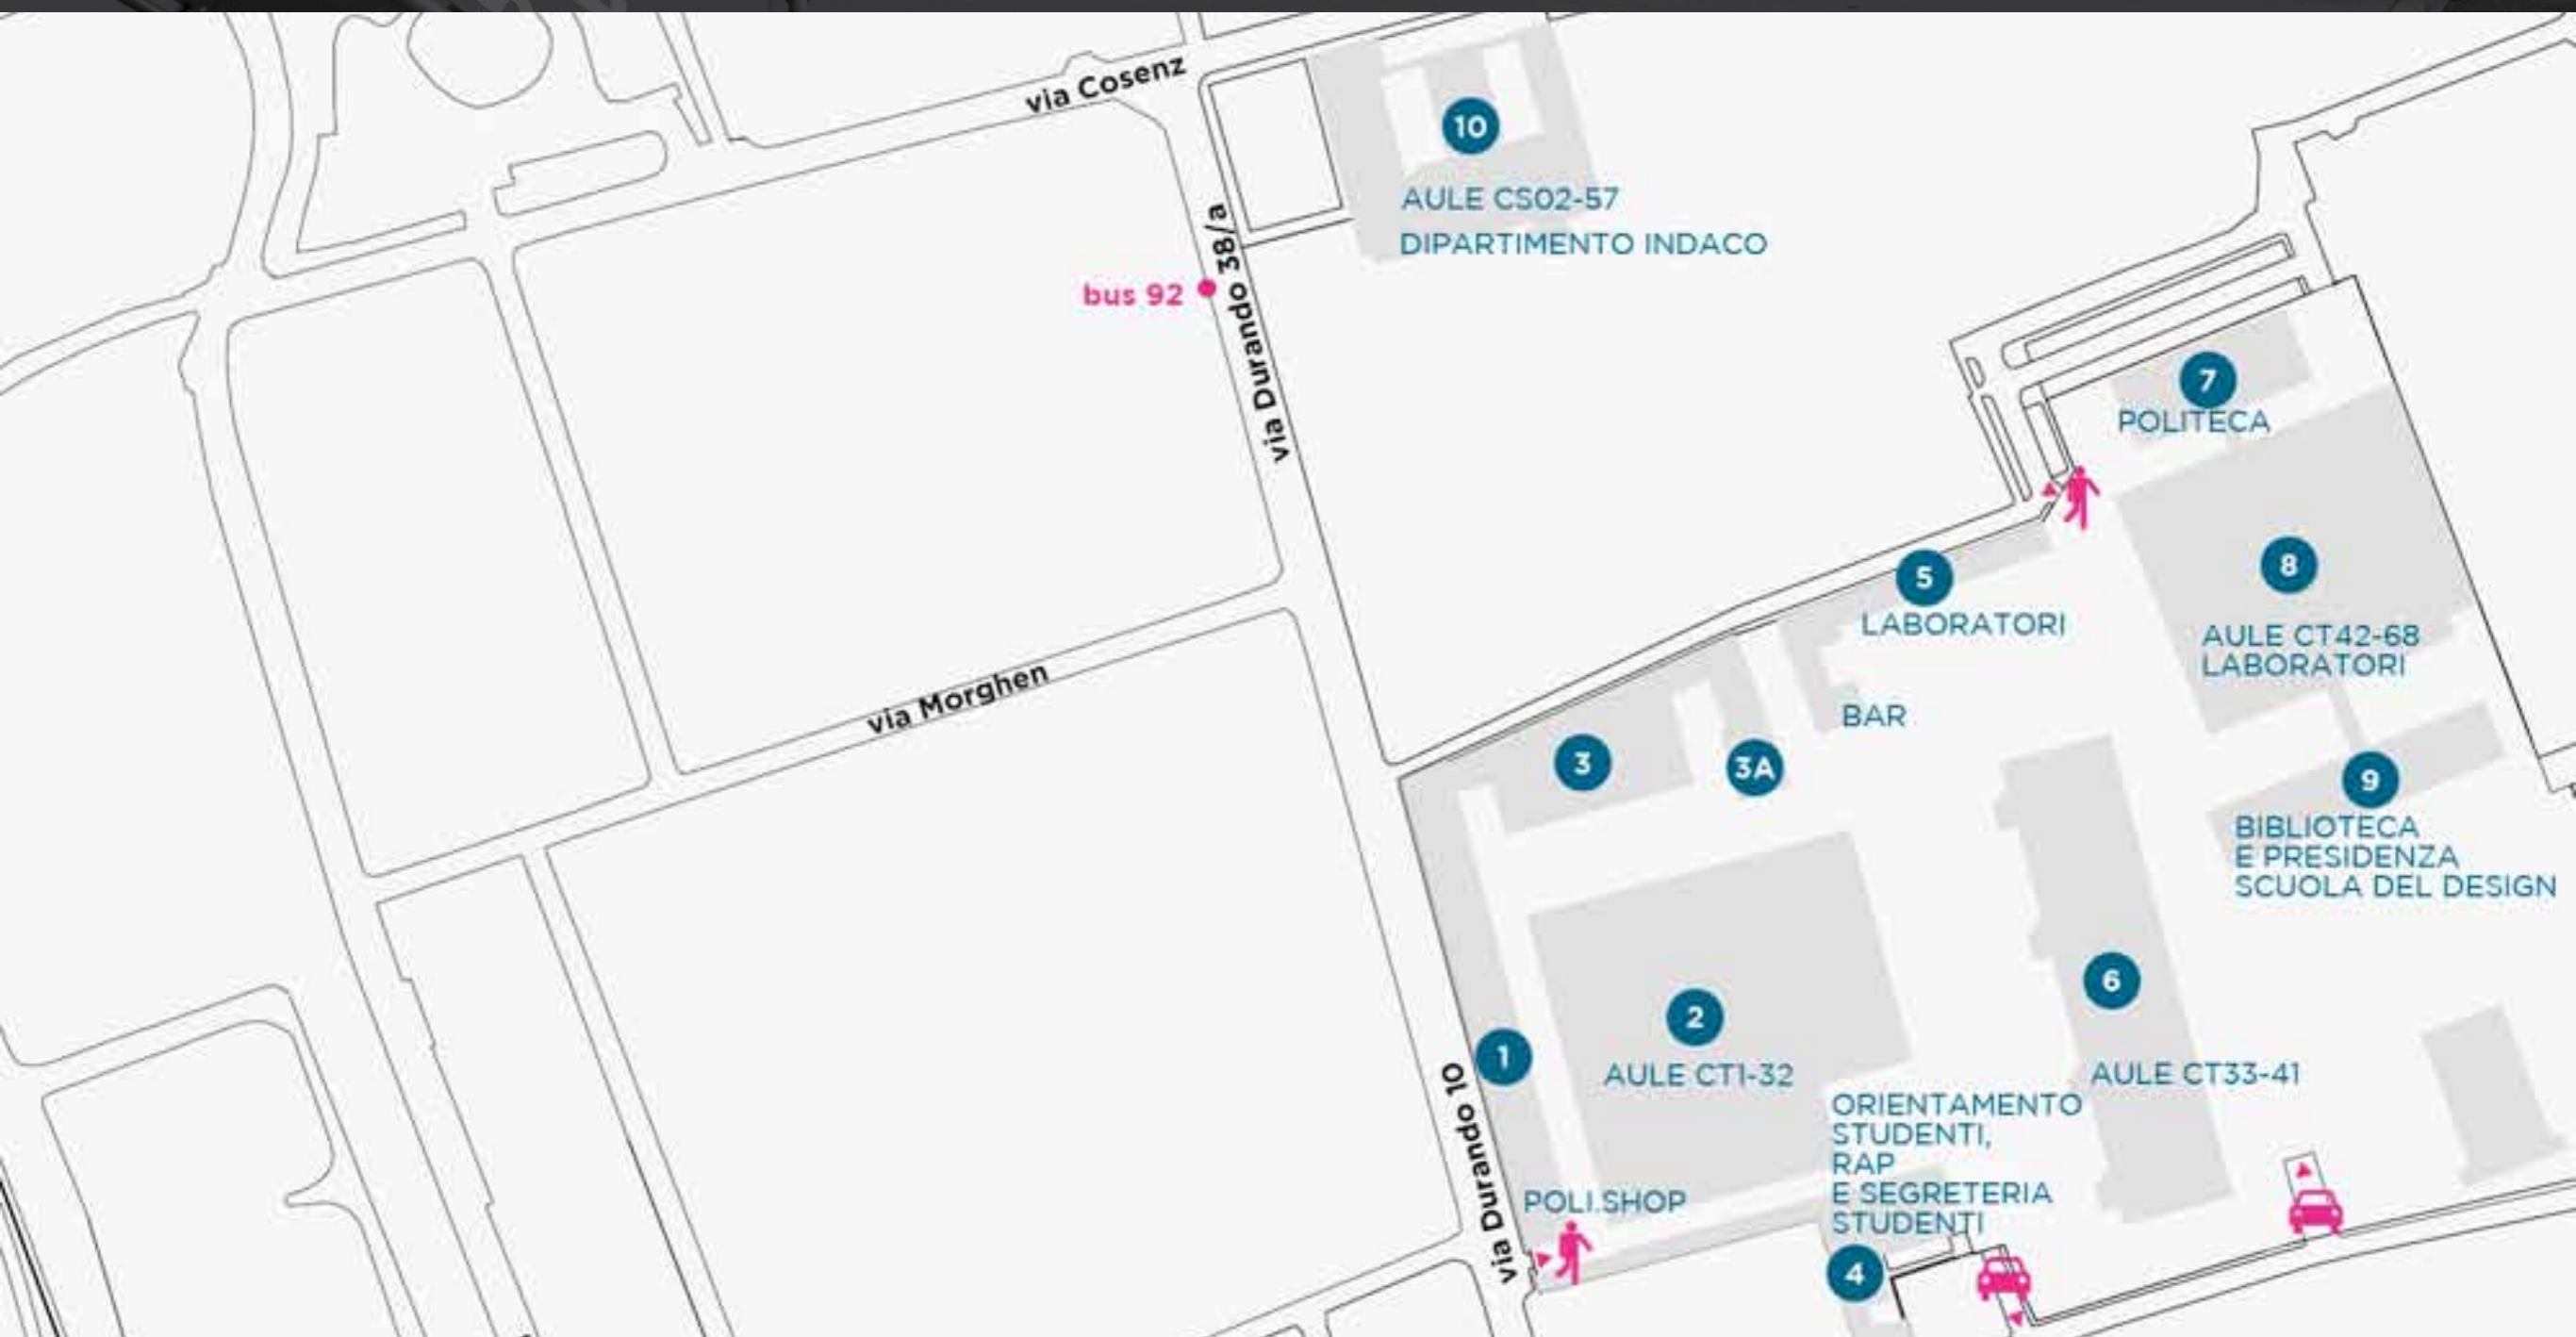 via Cosenz
10
AULE CS02-57
DIPARTIMENTO INDACO
via Durando 38/a
bus 92
7
POLITECA
8
AULE CT42-68
LABORATORI
5
LABORATORI
BAR
via Morghen
3
3A
9
BIBLIOTECA
E PRESIDENZA
SCUOLA DEL DESIGN
6
AULE CT33-41
2
AULE CT1-32
1
via Durando 10
POLI.SHOP
ORIENTAMENTO
STUDENTI,
RAP
E SEGRETERIA
STUDENTI
4